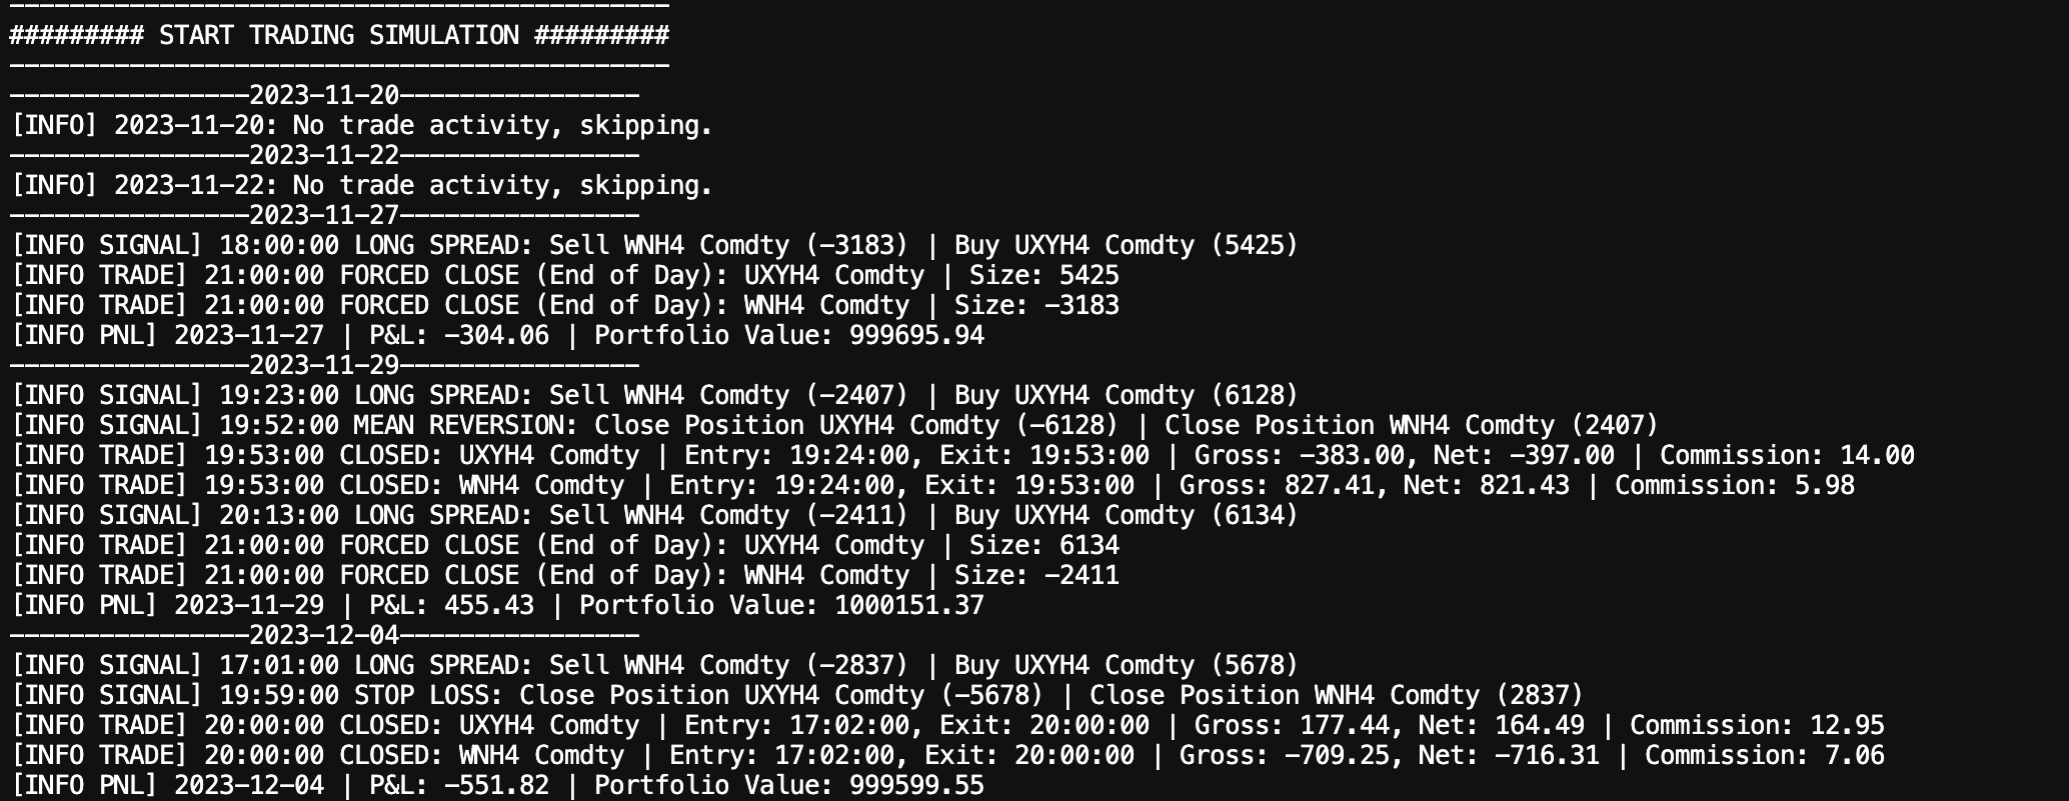 --------------------------------------------
######### START TRADING SIMULATION #########
--------------------------------------------
----------------2023-11-20----------------
[INFO] 2023-11-20: No trade activity, skipping.
----------------2023-11-22----------------
[INFO] 2023-11-22: No trade activity, skipping.
----------------2023-11-27----------------
[INFO SIGNAL] 18:00:00 LONG SPREAD: Sell WNH4 Comdty (-3183) | Buy UXYH4 Comdty (5425)
[INFO TRADE] 21:00:00 FORCED CLOSE (End of Day): UXYH4 Comdty | Size: 5425
[INFO TRADE] 21:00:00 FORCED CLOSE (End of Day): WNH4 Comdty | Size: -3183
[INFO PNL] 2023-11-27 | P&L: -304.06 | Portfolio Value: 999695.94
----------------2023-11-29----------------
[INFO SIGNAL] 19:23:00 LONG SPREAD: Sell WNH4 Comdty (-2407) | Buy UXYH4 Comdty (6128)
[INFO SIGNAL] 19:52:00 MEAN REVERSION: Close Position UXYH4 Comdty (-6128) | Close Position WNH4 Comdty (2407)
[INFO TRADE] 19:53:00 CLOSED: UXYH4 Comdty | Entry: 19:24:00, Exit: 19:53:00 | Gross: -383.00, Net: -397.00 | Commission: 14.00
[INFO TRADE] 19:53:00 CLOSED: WNH4 Comdty | Entry: 19:24:00, Exit: 19:53:00 | Gross: 827.41, Net: 821.43 | Commission: 5.98
[INFO SIGNAL] 20:13:00 LONG SPREAD: Sell WNH4 Comdty (-2411) | Buy UXYH4 Comdty (6134)
[INFO TRADE] 21:00:00 FORCED CLOSE (End of Day): UXYH4 Comdty | Size: 6134
[INFO TRADE] 21:00:00 FORCED CLOSE (End of Day): WNH4 Comdty | Size: -2411
[INFO PNL] 2023-11-29 | P&L: 455.43 | Portfolio Value: 1000151.37
----------------2023-12-04----------------
[INFO SIGNAL] 17:01:00 LONG SPREAD: Sell WNH4 Comdty (-2837) | Buy UXYH4 Comdty (5678)
[INFO SIGNAL] 19:59:00 STOP LOSS: Close Position UXYH4 Comdty (-5678) | Close Position WNH4 Comdty (2837)
[INFO TRADE] 20:00:00 CLOSED: UXYH4 Comdty | Entry: 17:02:00, Exit: 20:00:00 | Gross: 177.44, Net: 164.49 | Commission: 12.95
[INFO TRADE] 20:00:00 CLOSED: WNH4 Comdty | Entry: 17:02:00, Exit: 20:00:00 | Gross: -709.25, Net: -716.31 | Commission: 7.06
[INFO PNL] 2023-12-04 | P&L: -551.82 | Portfolio Value: 999599.55